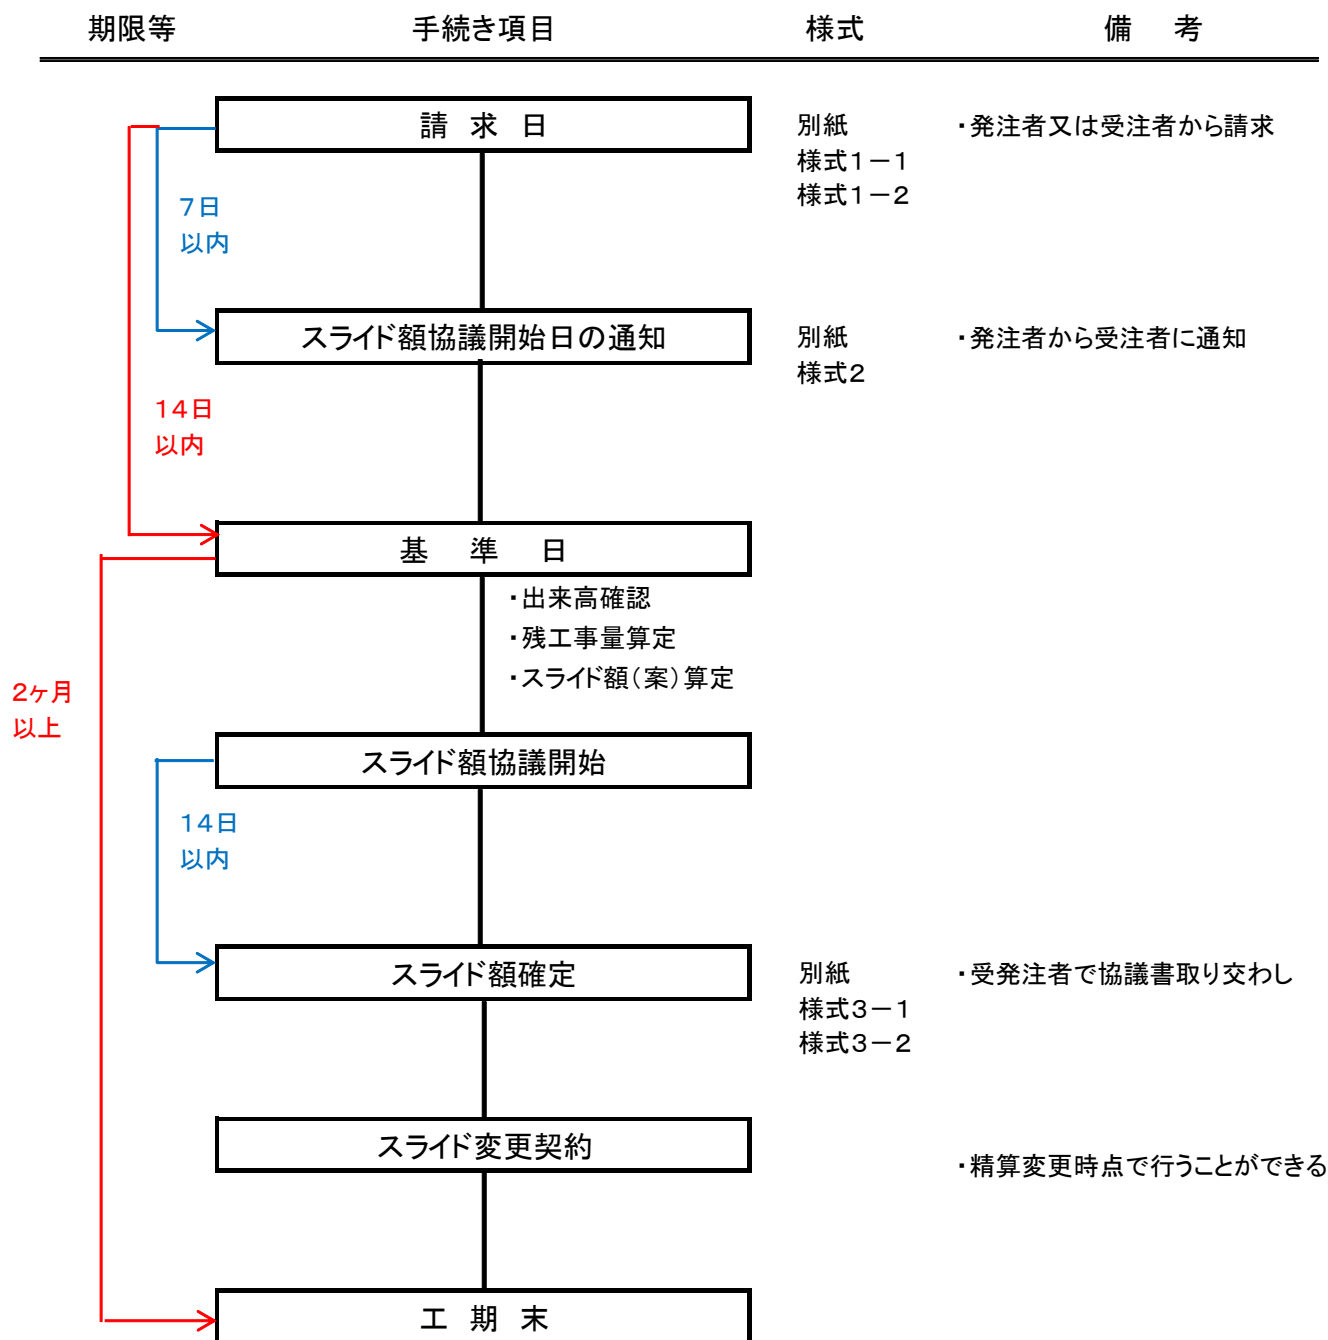 期限等 手続き項目 様式 備 考
請 求 日 別紙 ・発注者又は受注者から請求
様式1－1
様式1－2
7日
以内
スライド額協議開始日の通知 別紙 ・発注者から受注者に通知
様式2
14日
以内
基 準 日
・出来高確認
・残工事量算定
・スライド額(案)算定
2ヶ月
以上
スライド額協議開始
14日
以内
スライド額確定 別紙 ・受発注者で協議書取り交わし
様式3－1
様式3－2
スライド変更契約
・精算変更時点で行うことができる
工 期 末